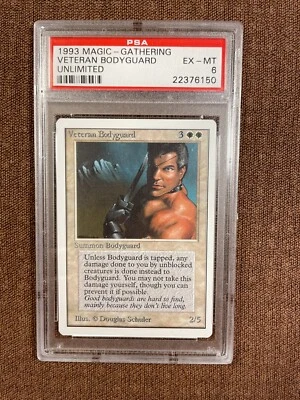 PSA
1993 MAGIC-GATHERING
VETERAN BODYGUARD EX-MT
UNLIMITED 6
22376150
Veteran Bodyguard 3
Summon Bodyguard
Unless Bodyguard is tapped, any
damage done to you by unblocked
creatures is done instead to
Bodyguard. You may not take this
damage yourself, though you can
prevent it if possible.
Good bodyguards are hard to find,
mainly because they don't live long.
Illus. © Douglas Schuler 2/5